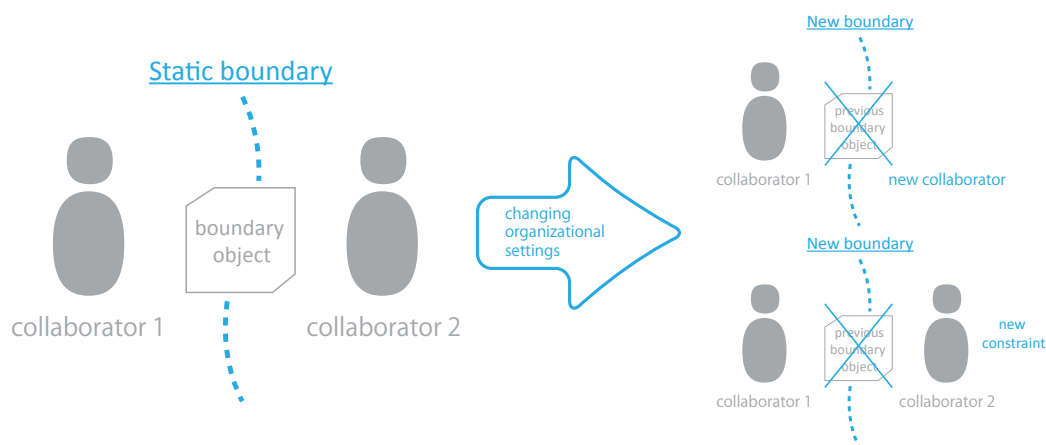 Static boundary
boundary
object
collaborator 1
collaborator 2
changing
organizational
settings
New boundary
previous
boundary
object
collaborator 1
new collaborator
New boundary
previous
boundary
object
new
constraint
collaborator 1
collaborator 2